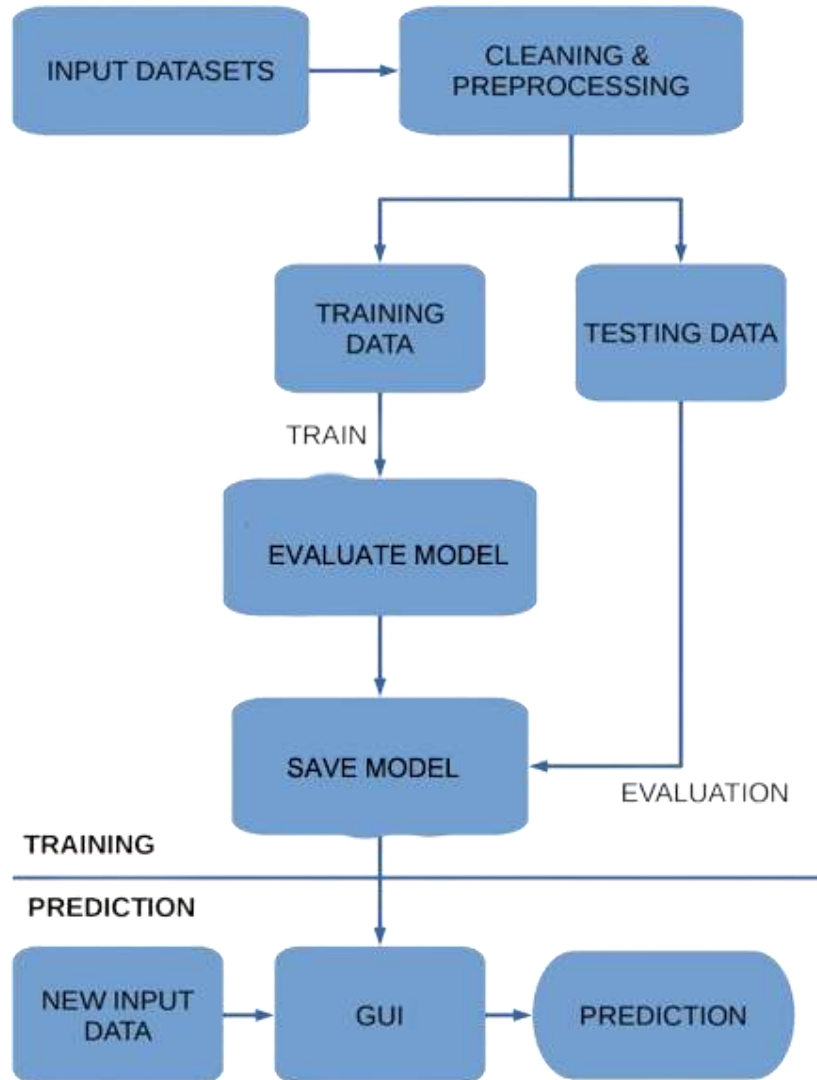 INPUT DATASETS
CLEANING &
PREPROCESSING
TRAINING
DATA
TESTING DATA
TRAIN
EVALUATE MODEL
SAVE MODEL
EVALUATION
TRAINING
PREDICTION
NEW INPUT
DATA
GUI
PREDICTION